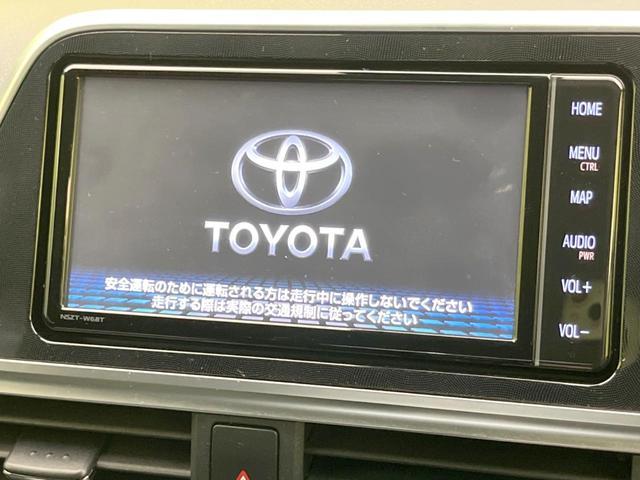 TOYOTA
安全運転のために運転される方は走行中に操作しないでください
走行する際は実際の交通規制に従ってください
NSZT-W68T
HOME
MENU
CTRL
MAP
AUDIO
PWR
VOL+
VOL−